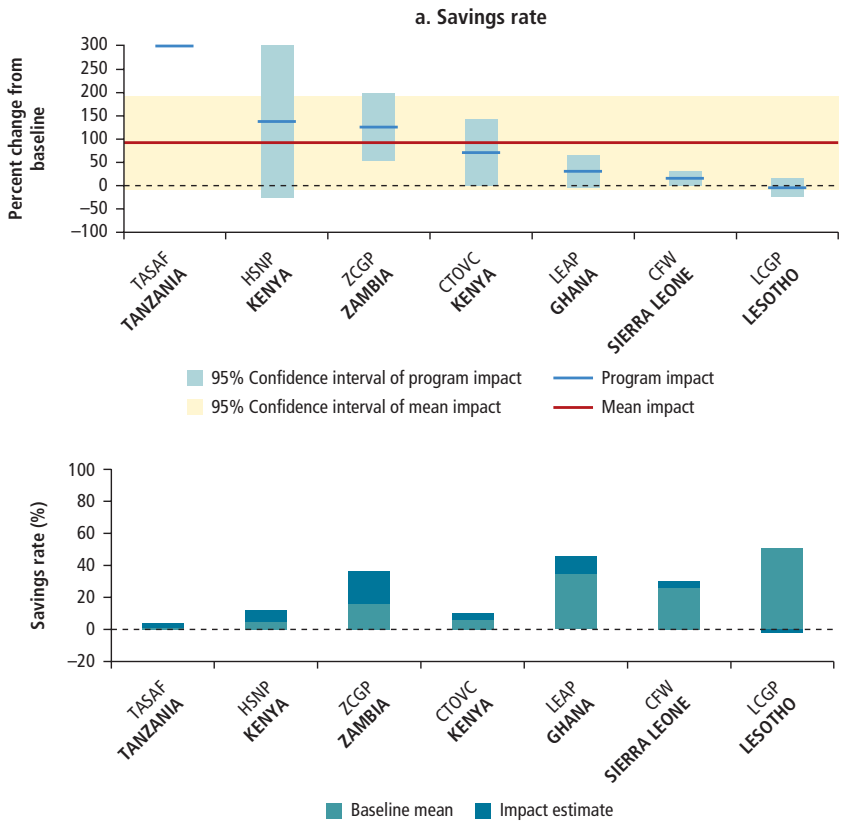 a. Savings rate
Percent change from
baseline
300
250
200
150
100
50
0
–50
–100
TASAF
TANZANIA
HSNP
KENYA
ZCGP
ZAMBIA
CTOVC
KENYA
LEAP
GHANA
CFW
SIERRA LEONE
LCGP
LESOTHO
95% Confidence interval of program impact
Program impact
95% Confidence interval of mean impact
Mean impact
Savings rate (%)
100
80
60
40
20
0
–20
TASAF
TANZANIA
HSNP
KENYA
ZCGP
ZAMBIA
CTOVC
KENYA
LEAP
GHANA
CFW
SIERRA LEONE
LCGP
LESOTHO
Baseline mean
Impact estimate